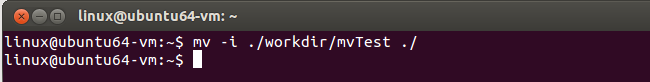 linux@ubuntu64-vm: ~
linux@ubuntu64-vm:~$ mv -i ./workdir/mvTest ./
linux@ubuntu64-vm:~$